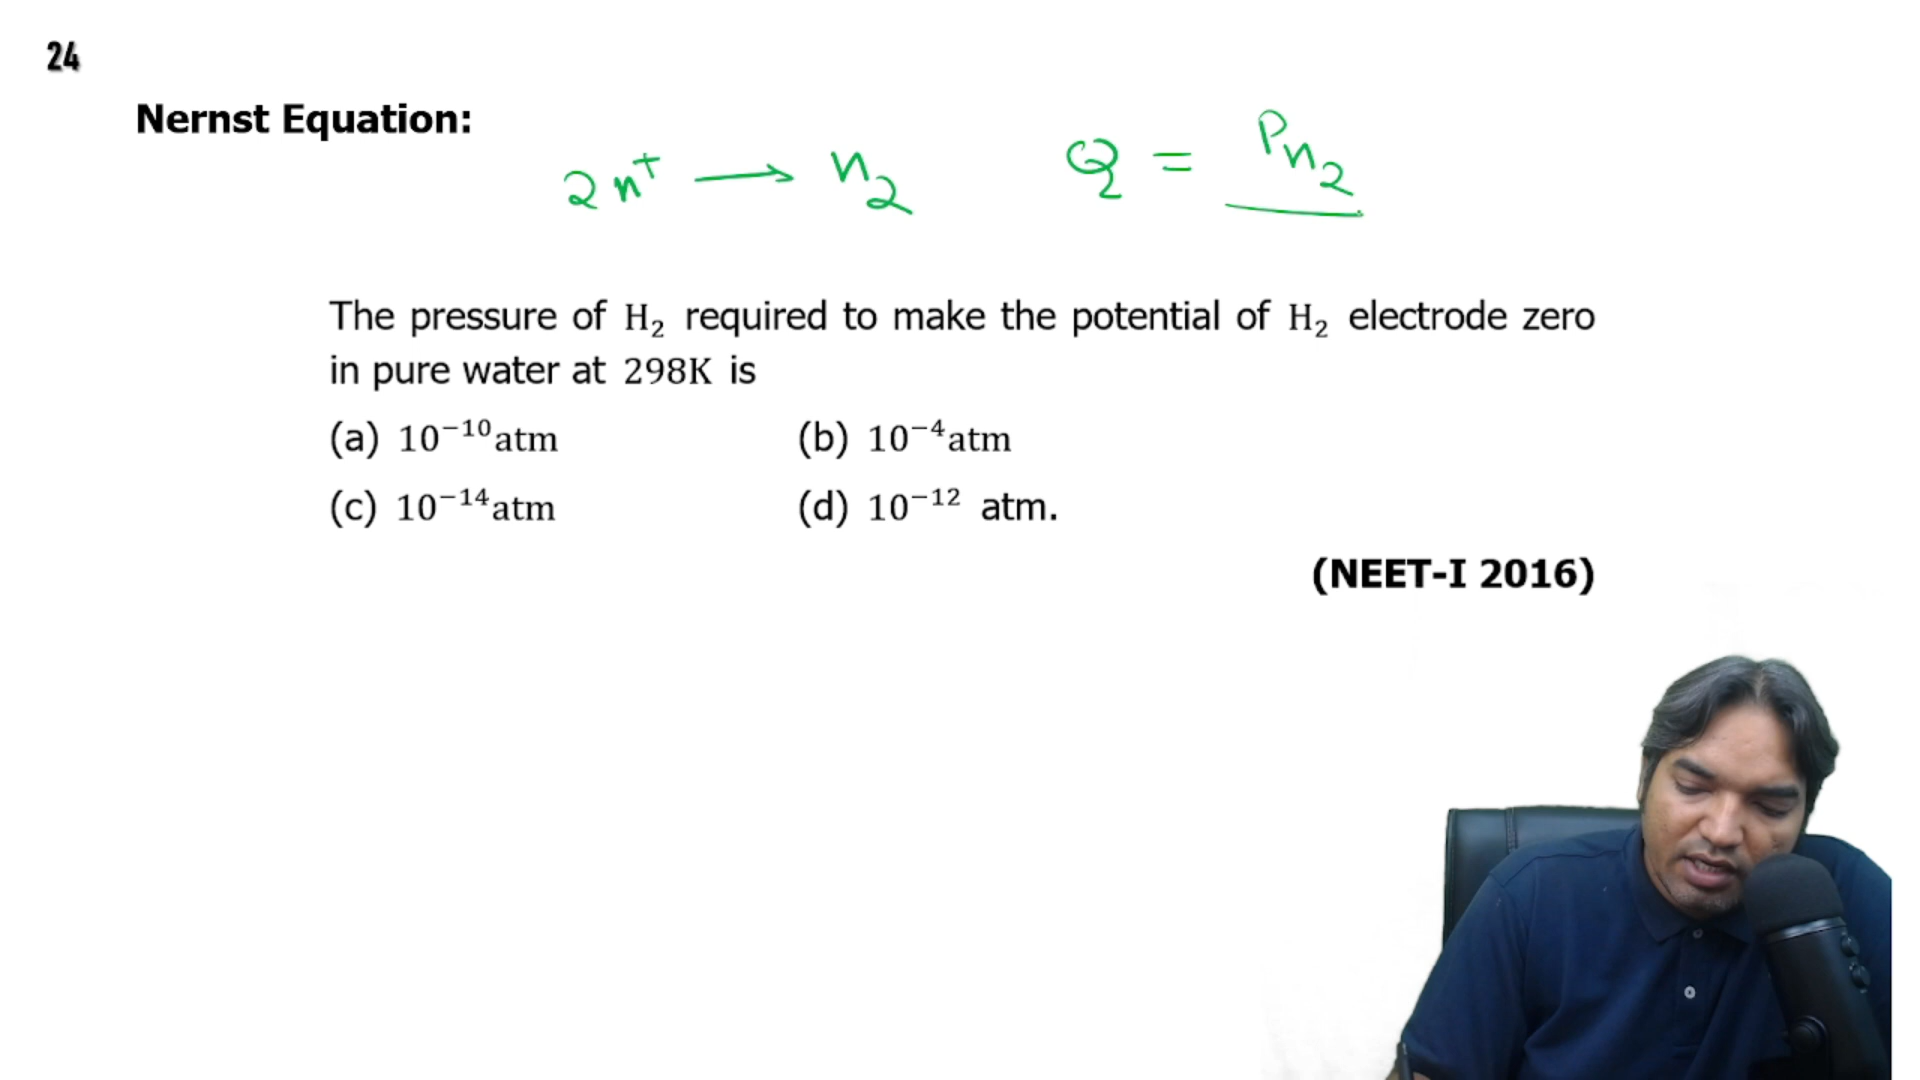 24
Nernst Equation:
2H⁺ → H₂ Q = P_H₂
The pressure of H₂ required to make the potential of H₂ electrode zero
in pure water at 298K is
(a) 10⁻¹⁰atm (b) 10⁻⁴atm
(c) 10⁻¹⁴atm (d) 10⁻¹² atm.
(NEET-I 2016)